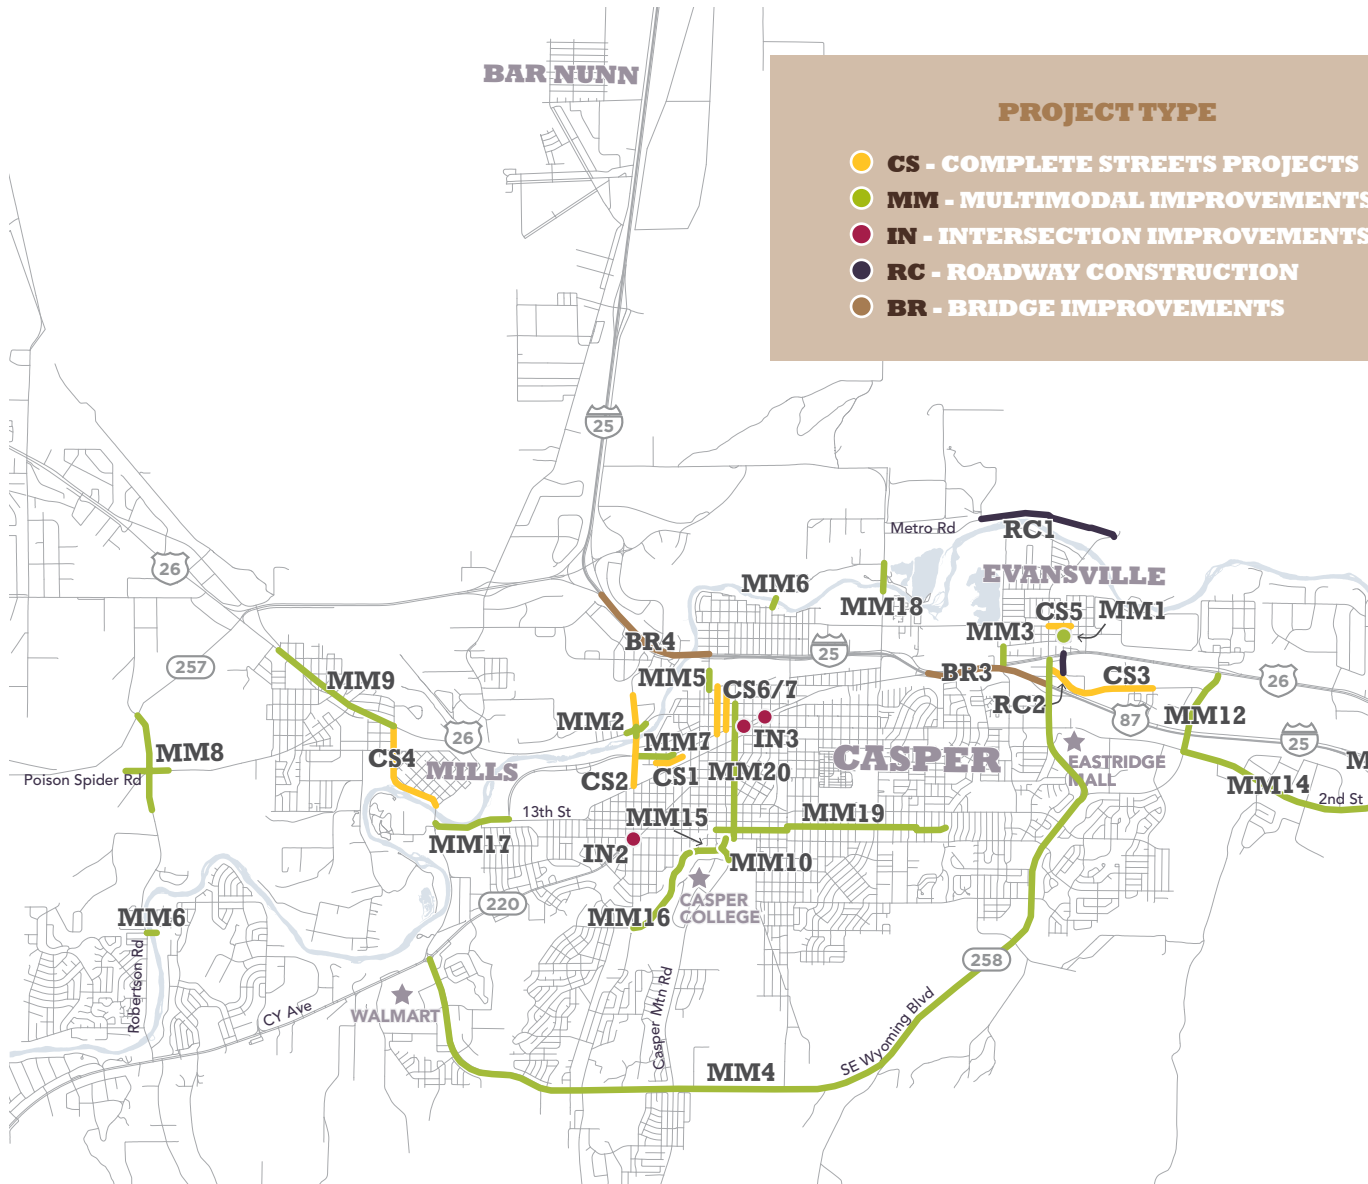 BAR NUNN
PROJECT TYPE
CS - COMPLETE STREETS PROJECTS
MM - MULTIMODAL IMPROVEMENTS
IN - INTERSECTION IMPROVEMENTS
RC - ROADWAY CONSTRUCTION
BR - BRIDGE IMPROVEMENTS
25
Metro Rd
RC1
26
EVANSVILLE
MM6
MM18
CS5
MM1
MM3
BR4
25
257
MM5
BR3
CS3
26
MM9
CS6/7
RC2
87
MM12
MM2
26
IN3
25
MM8
MM7
CS4
CASPER
M
Poison Spider Rd
MILLS
CS2
CS1
MM20
EASTRIDGE
MALL
MM14
2nd St
13th St
MM15
MM19
MM17
IN2
MM10
220
CASPER
COLLEGE
MM6
MM16
258
Robertson Rd
CY Ave
WALMART
Casper Mtn Rd
SE Wyoming Blvd
MM4